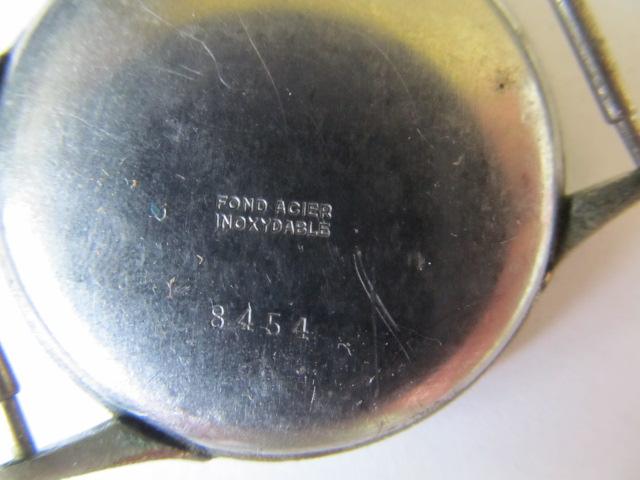 FOND ACIER
INOXYDABLE
8454